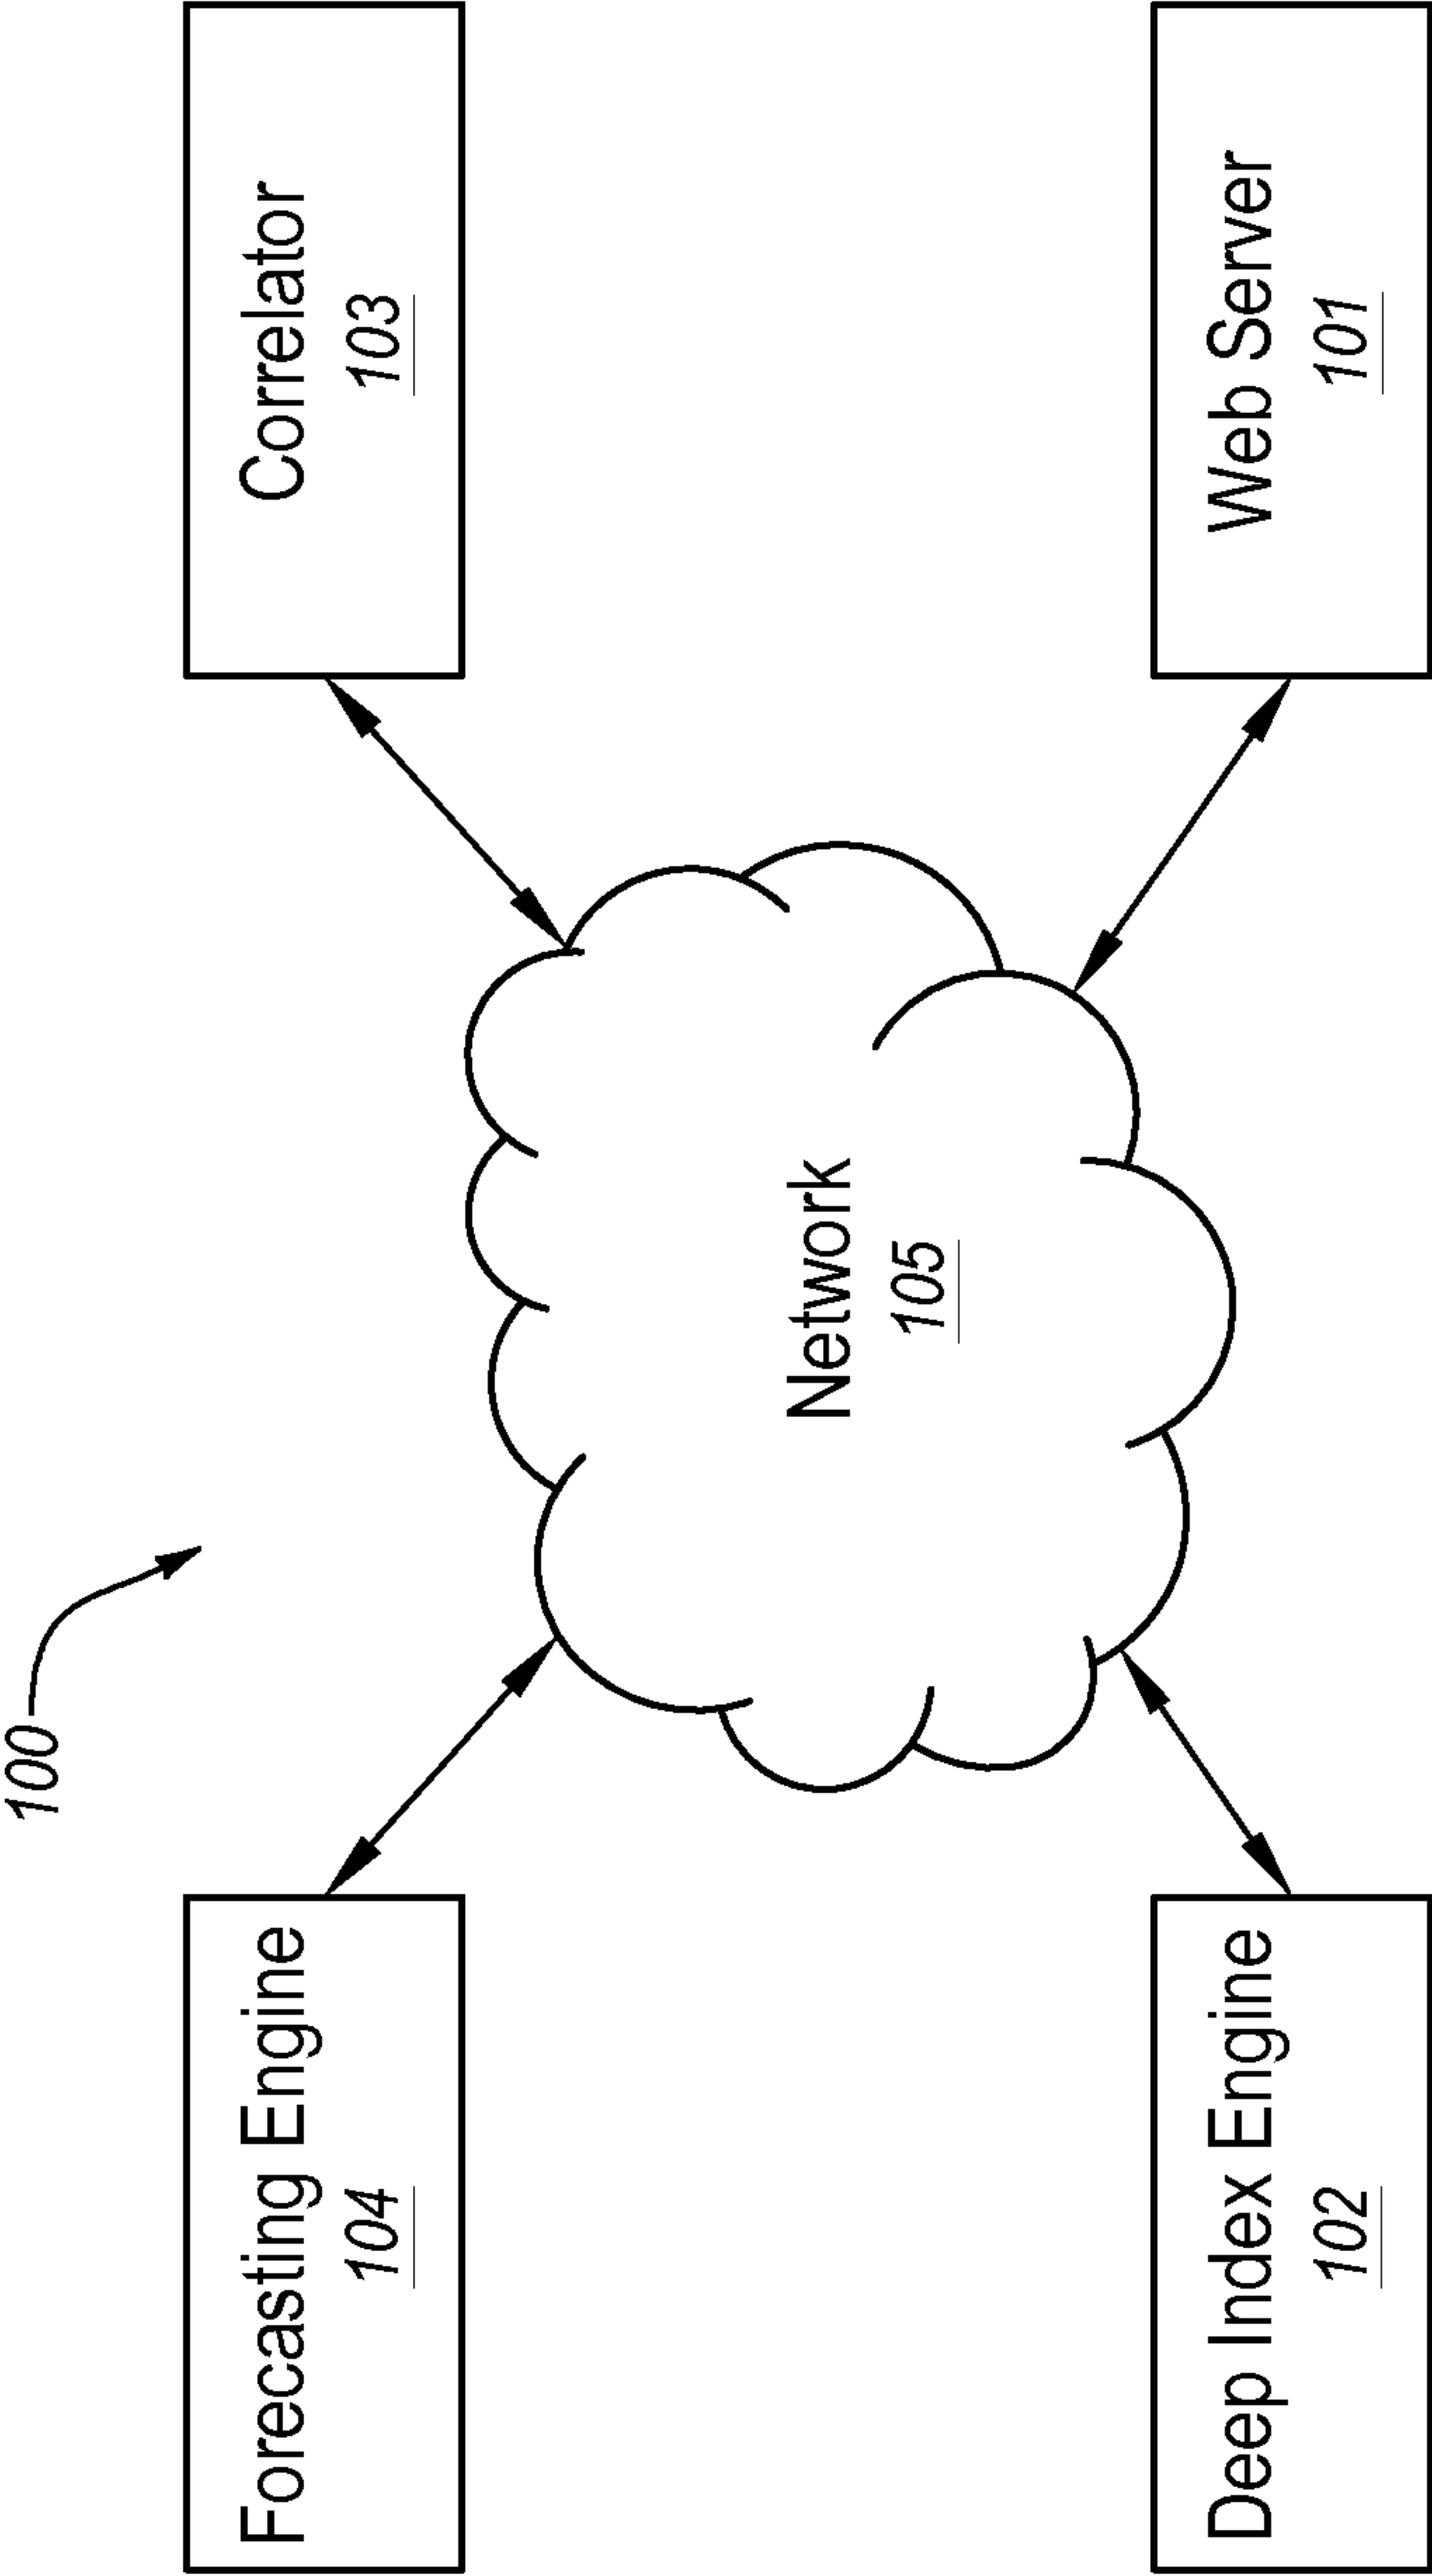 100
Forecasting Engine
104
Correlator
103
Network
105
Deep Index Engine
102
Web Server
101